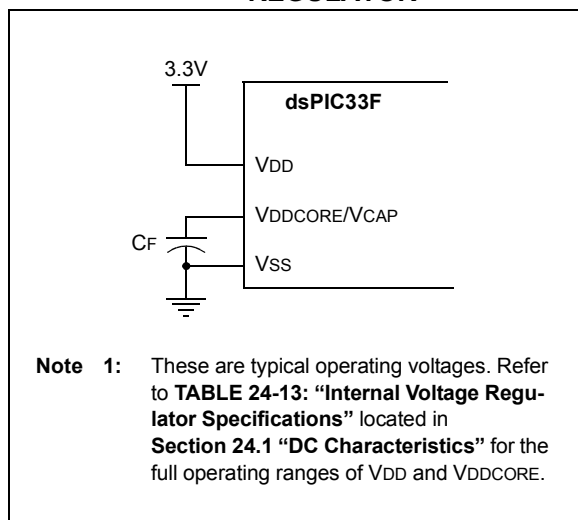 REGULATOR
3.3V
dsPIC33F
VDD
VDDCORE/VCAP
CF
VSS
Note 1: These are typical operating voltages. Refer
to TABLE 24-13: “Internal Voltage Regu-
lator Specifications” located in
Section 24.1 “DC Characteristics” for the
full operating ranges of VDD and VDDCORE.